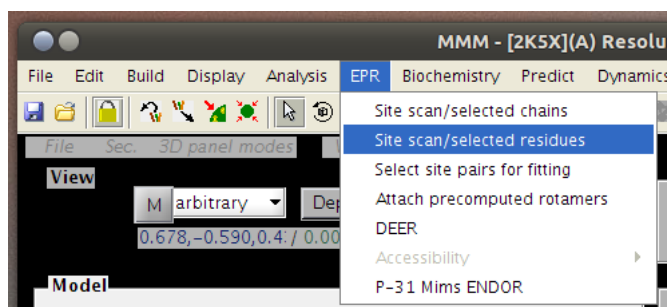 MMM - [2K5X](A) Resolu
File Edit Build Display Analysis EPR Biochemistry Predict Dynamics
Site scan/selected chains
Site scan/selected residues
Select site pairs for fitting
Attach precomputed rotamers
DEER
Accessibility
P-31 Mims ENDOR
File Sec. 3D panel modes
View
M arbitrary
0.678,-0.590,0.4 / 0.00
Model